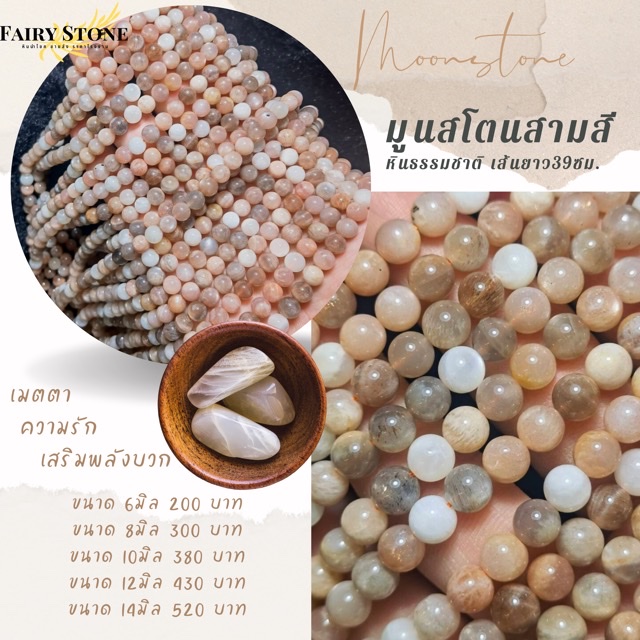 FAIRY STONE
Moonstone
มูนสโตนสามสี
หินธรรมชาติ เส้นยาว39ซม.
เมตตา
ความรัก
เสริมพลังบวก
ขนาด 6มิล 200 บาท
ขนาด 8มิล 300 บาท
ขนาด 10มิล 380 บาท
ขนาด 12มิล 430 บาท
ขนาด 14มิล 520 บาท